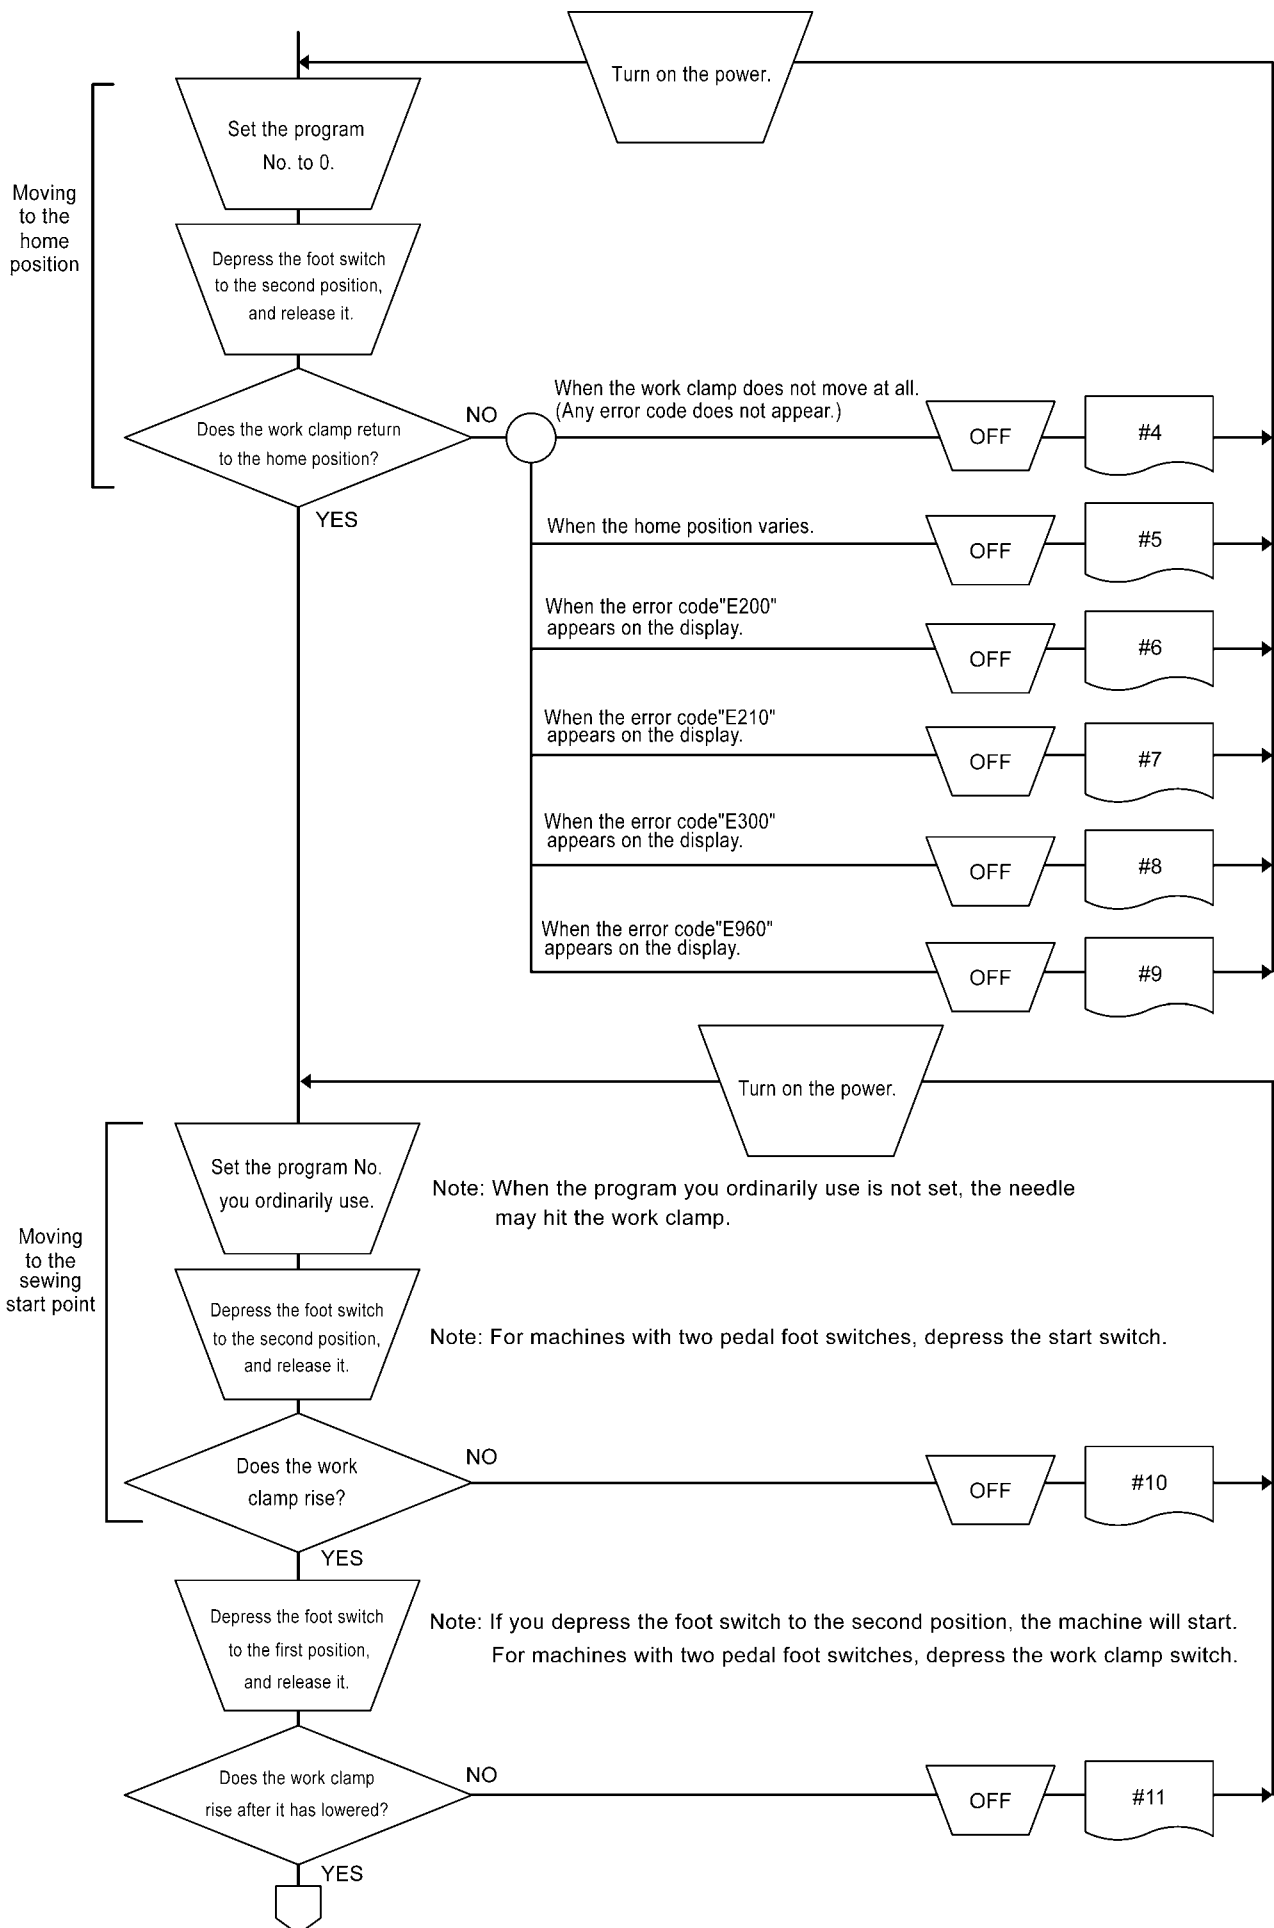 Turn on the power.
Set the program
No. to 0.
Moving
to the
home
position
Depress the foot switch
to the second position,
and release it.
Does the work clamp return
to the home position?
NO
YES
When the work clamp does not move at all.
(Any error code does not appear.)
OFF
#4
When the home position varies.
OFF
#5
When the error code"E200"
appears on the display.
OFF
#6
When the error code"E210"
appears on the display.
OFF
#7
When the error code"E300"
appears on the display.
OFF
#8
When the error code"E960"
appears on the display.
OFF
#9
Turn on the power.
Set the program No.
you ordinarily use.
Note: When the program you ordinarily use is not set, the needle
may hit the work clamp.
Moving
to the
sewing
start point
Depress the foot switch
to the second position,
and release it.
Note: For machines with two pedal foot switches, depress the start switch.
Does the work
clamp rise?
NO
OFF
#10
YES
Depress the foot switch
to the first position,
and release it.
Note: If you depress the foot switch to the second position, the machine will start.
For machines with two pedal foot switches, depress the work clamp switch.
Does the work clamp
rise after it has lowered?
NO
OFF
#11
YES